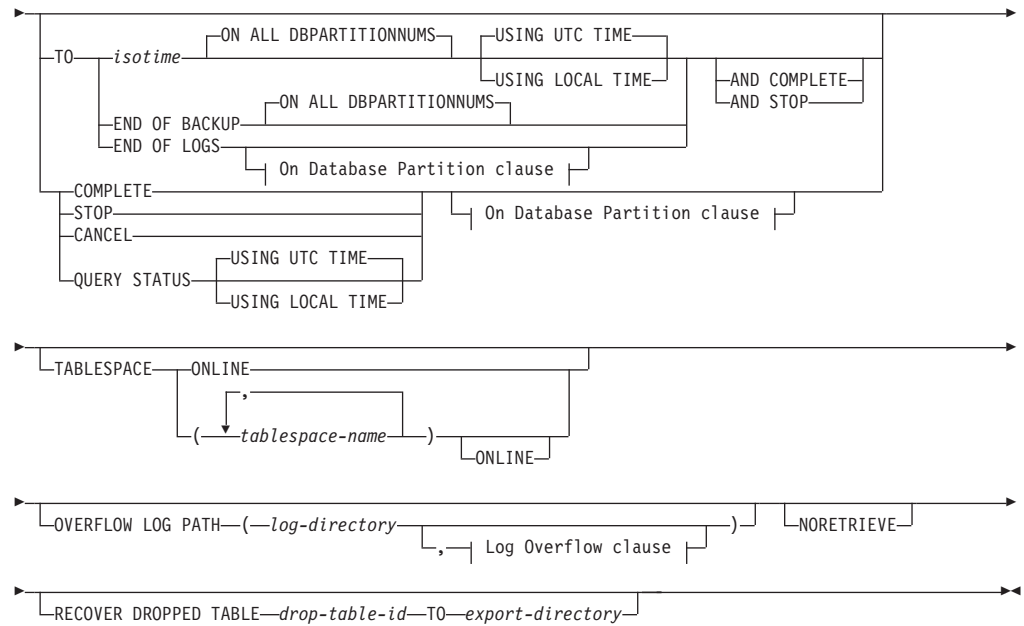 ON ALL DBPARTITIONNUMS USING UTC TIME
TO isotime
USING LOCAL TIME AND COMPLETE
ON ALL DBPARTITIONNUMS AND STOP
END OF BACKUP
END OF LOGS
On Database Partition clause
COMPLETE
STOP On Database Partition clause
CANCEL
USING UTC TIME
QUERY STATUS
USING LOCAL TIME
TABLESPACE ONLINE
,
( tablespace-name )
ONLINE
OVERFLOW LOG PATH ( log-directory ) NORETRIEVE
, Log Overflow clause
RECOVER DROPPED TABLE drop-table-id TO export-directory